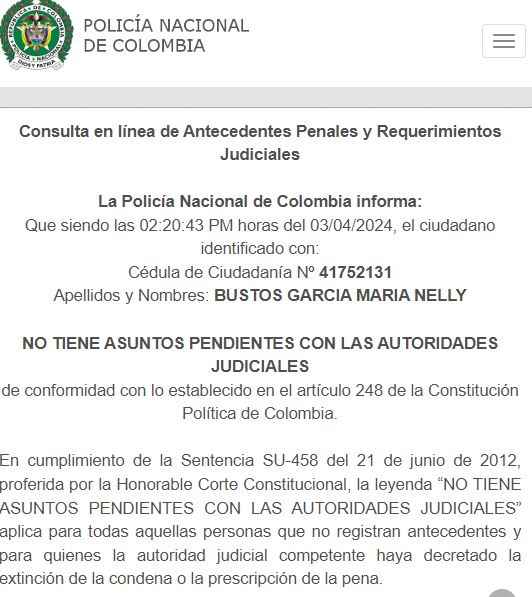 POLICÍA NACIONAL
DE COLOMBIA
Consulta en línea de Antecedentes Penales y Requerimientos
Judiciales
La Policía Nacional de Colombia informa:
Que siendo las 02:20:43 PM horas del 03/04/2024, el ciudadano
identificado con:
Cédula de Ciudadanía Nº 41752131
Apellidos y Nombres: BUSTOS GARCIA MARIA NELLY
NO TIENE ASUNTOS PENDIENTES CON LAS AUTORIDADES
JUDICIALES
de conformidad con lo establecido en el artículo 248 de la Constitución
Política de Colombia.
En cumplimiento de la Sentencia SU-458 del 21 de junio de 2012,
proferida por la Honorable Corte Constitucional, la leyenda “NO TIENE
ASUNTOS PENDIENTES CON LAS AUTORIDADES JUDICIALES”
aplica para todas aquellas personas que no registran antecedentes y
para quienes la autoridad judicial competente haya decretado la
extinción de la condena o la prescripción de la pena.